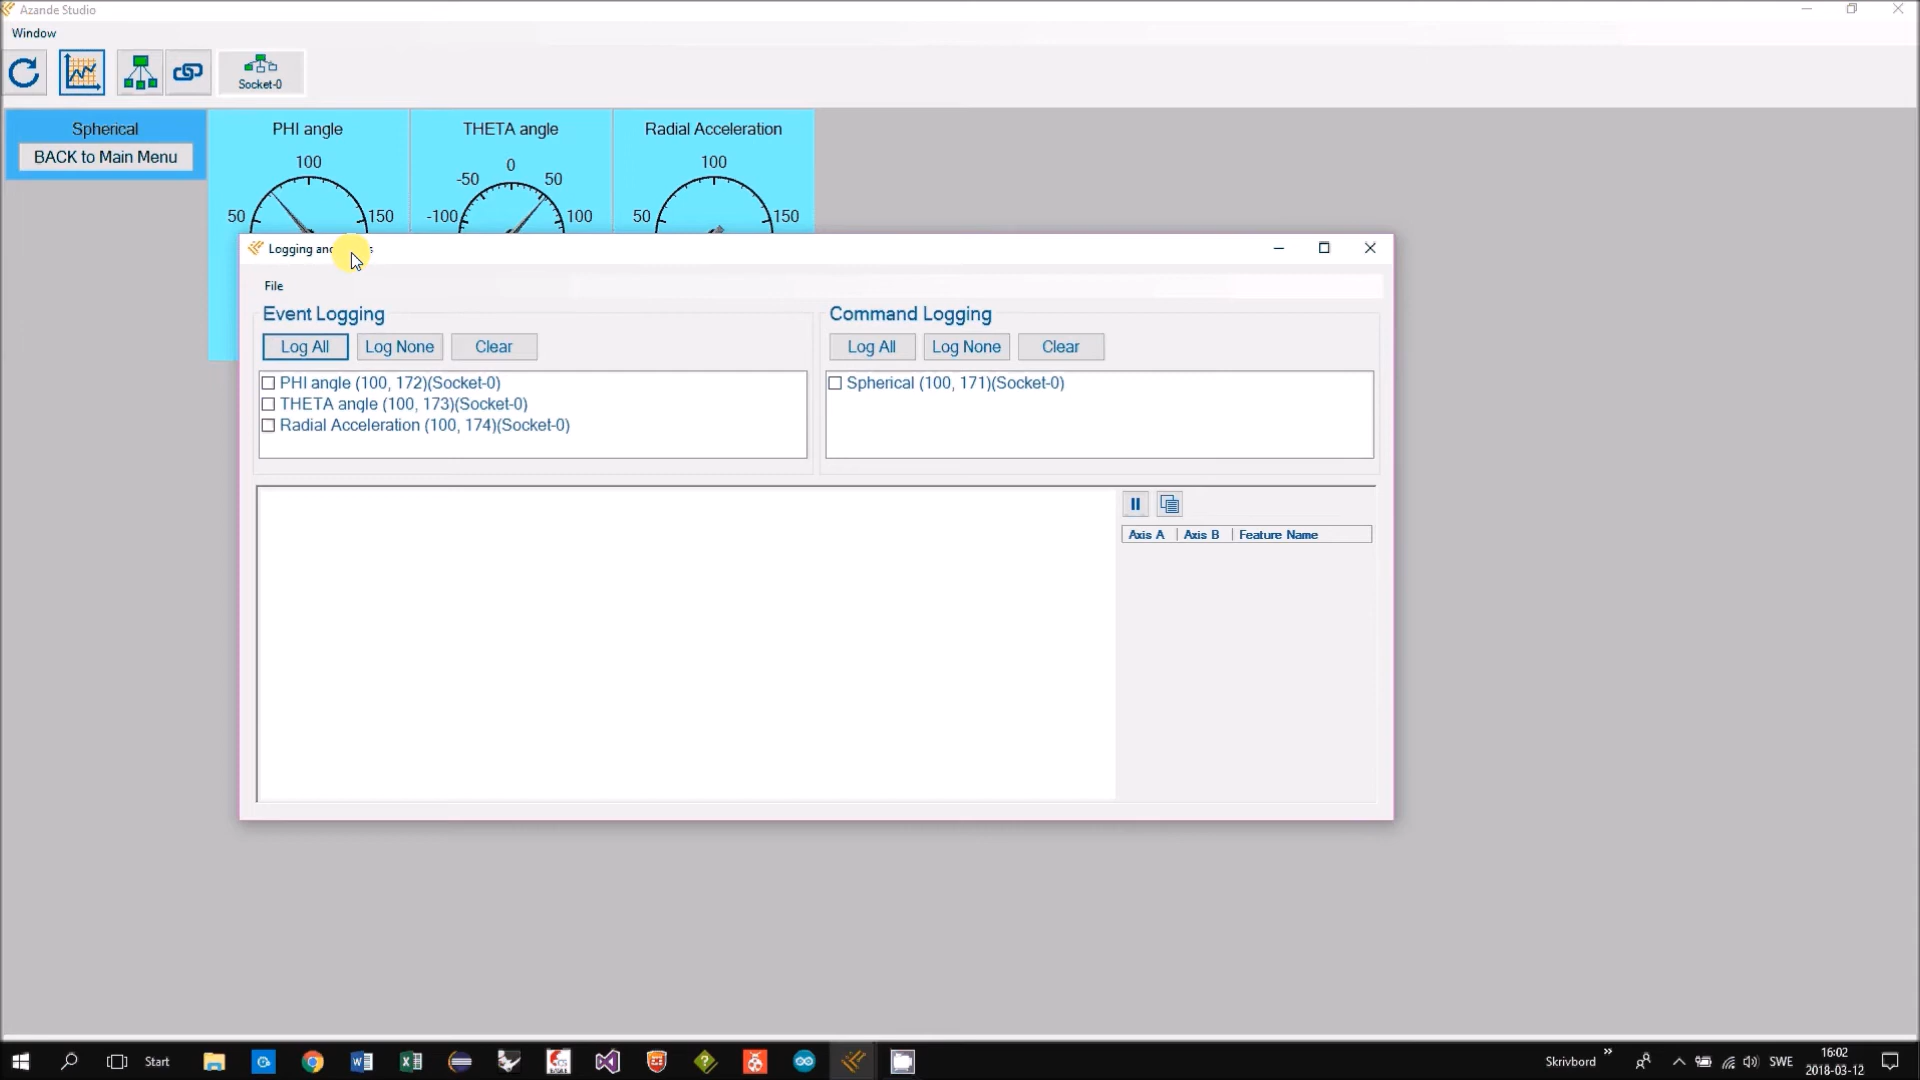 Azande Studio
Window
Socket-0
Spherical
BACK to Main Menu
PHI angle
100
50
150
THETA angle
0
-50
50
-100
100
Radial Acceleration
100
50
150
Logging an
File
Event Logging
Log All
Log None
Clear
PHI angle (100, 172)(Socket-0)
THETA angle (100, 173)(Socket-0)
Radial Acceleration (100, 174)(Socket-0)
Command Logging
Log All
Log None
Clear
Spherical (100, 171)(Socket-0)
Axis A
Axis B
Feature Name
Start
Skrivbord
SWE
16:02
2018-03-12